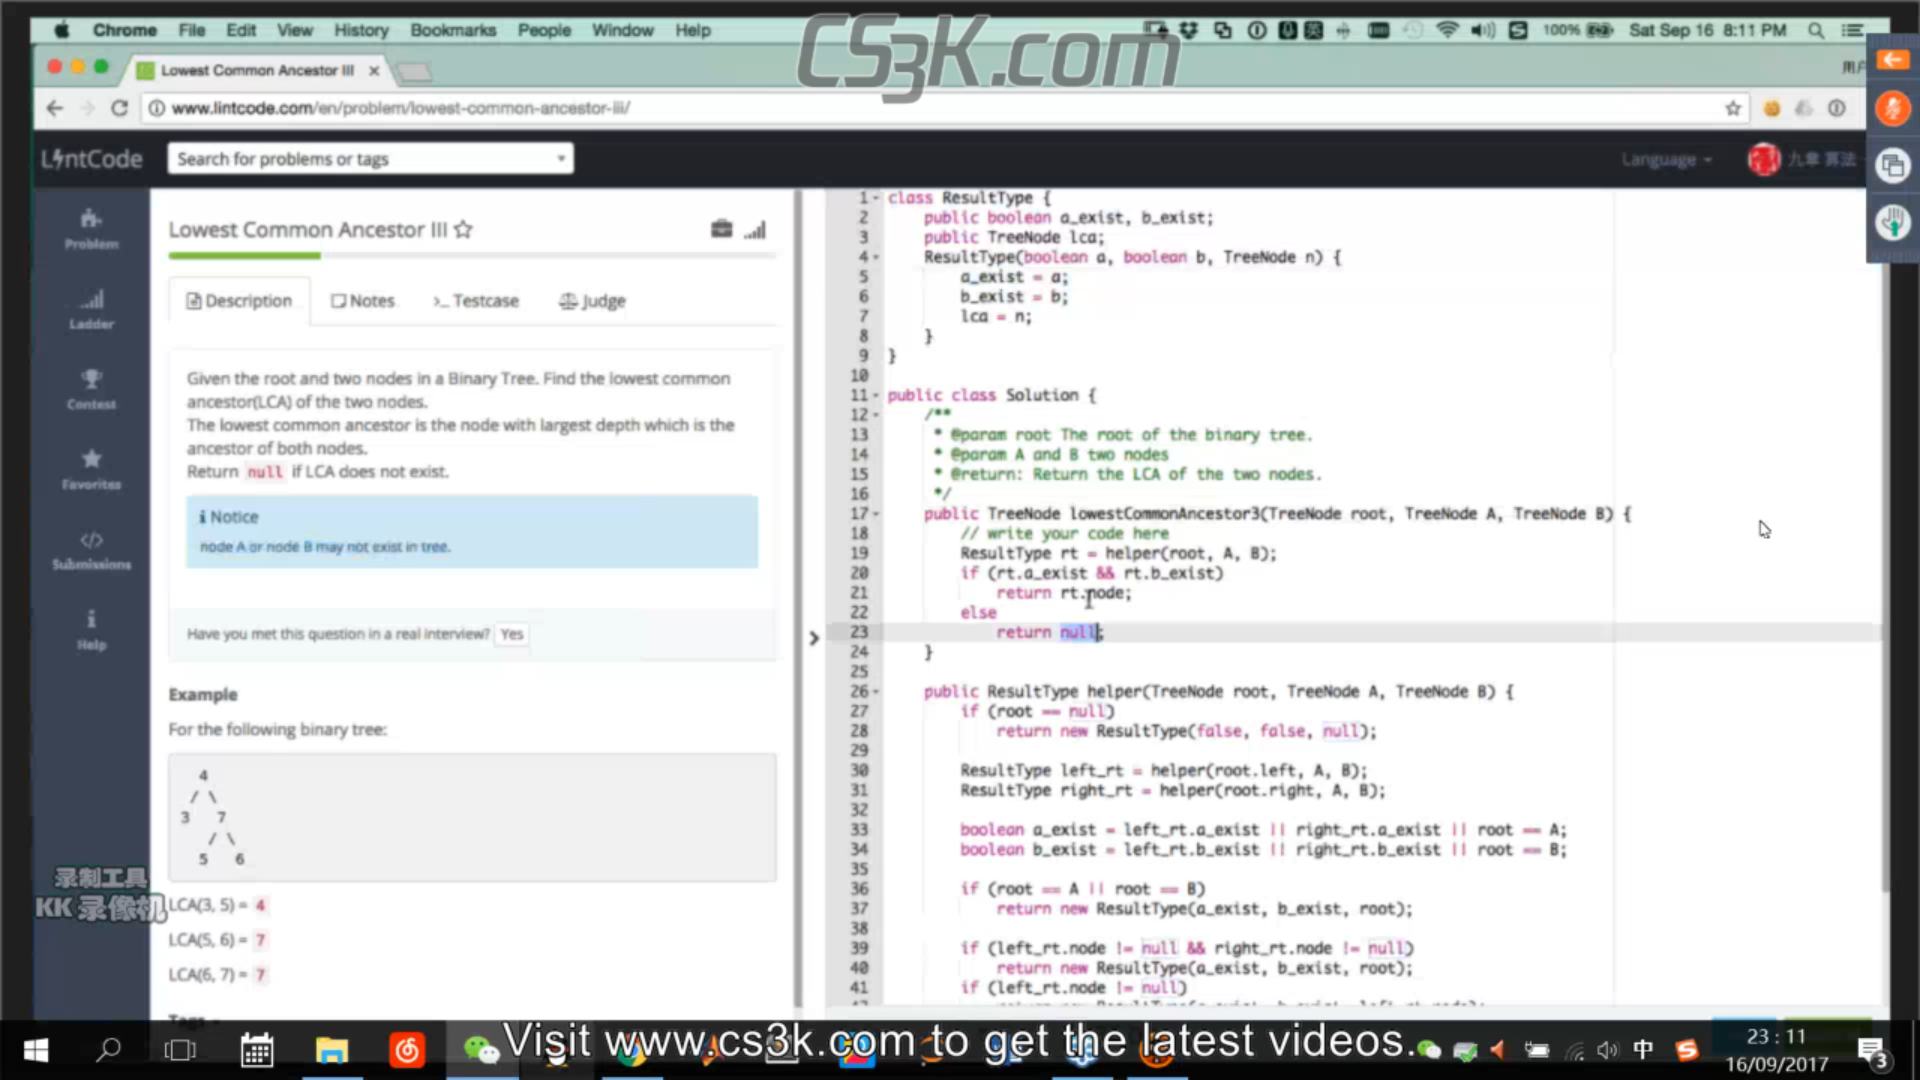 Chrome File Edit View History Bookmarks People Window Help
100% Sat Sep 16 8:11 PM
CS3K.com
Lowest Common Ancestor III
用户
www.lintcode.com/en/problem/lowest-common-ancestor-iii/
LintCode
Search for problems or tags
Language
九章算法
Problem
Ladder
Contest
Favorites
Submissions
Help
Lowest Common Ancestor III
Description
Notes
>_ Testcase
Judge
Given the root and two nodes in a Binary Tree. Find the lowest common
ancestor(LCA) of the two nodes.
The lowest common ancestor is the node with largest depth which is the
ancestor of both nodes.
Return null if LCA does not exist.
Notice
node A or node B may not exist in tree.
Have you met this question in a real interview? Yes
Example
For the following binary tree:
4
/ \
3 7
/ \
5 6
LCA(3, 5) = 4
LCA(5, 6) = 7
LCA(6, 7) = 7
Tags
1 class ResultType {
2 public boolean a_exist, b_exist;
3 public TreeNode lca;
4 ResultType(boolean a, boolean b, TreeNode n) {
5 a_exist = a;
6 b_exist = b;
7 lca = n;
8 }
9 }
10
11 public class Solution {
12 /**
13 * @param root The root of the binary tree.
14 * @param A and B two nodes
15 * @return: Return the LCA of the two nodes.
16 */
17 public TreeNode lowestCommonAncestor3(TreeNode root, TreeNode A, TreeNode B) {
18 // write your code here
19 ResultType rt = helper(root, A, B);
20 if (rt.a_exist && rt.b_exist)
21 return rt.node;
22 else
23 return null;
24 }
25
26 public ResultType helper(TreeNode root, TreeNode A, TreeNode B) {
27 if (root == null)
28 return new ResultType(false, false, null);
29
30 ResultType left_rt = helper(root.left, A, B);
31 ResultType right_rt = helper(root.right, A, B);
32
33 boolean a_exist = left_rt.a_exist || right_rt.a_exist || root == A;
34 boolean b_exist = left_rt.b_exist || right_rt.b_exist || root == B;
35
36 if (root == A || root == B)
37 return new ResultType(a_exist, b_exist, root);
38
39 if (left_rt.node != null && right_rt.node != null)
40 return new ResultType(a_exist, b_exist, root);
41 if (left_rt.node != null)
录制工具
KK 录像机
Visit www.cs3k.com to get the latest videos.
中
23:11
16/09/2017
3